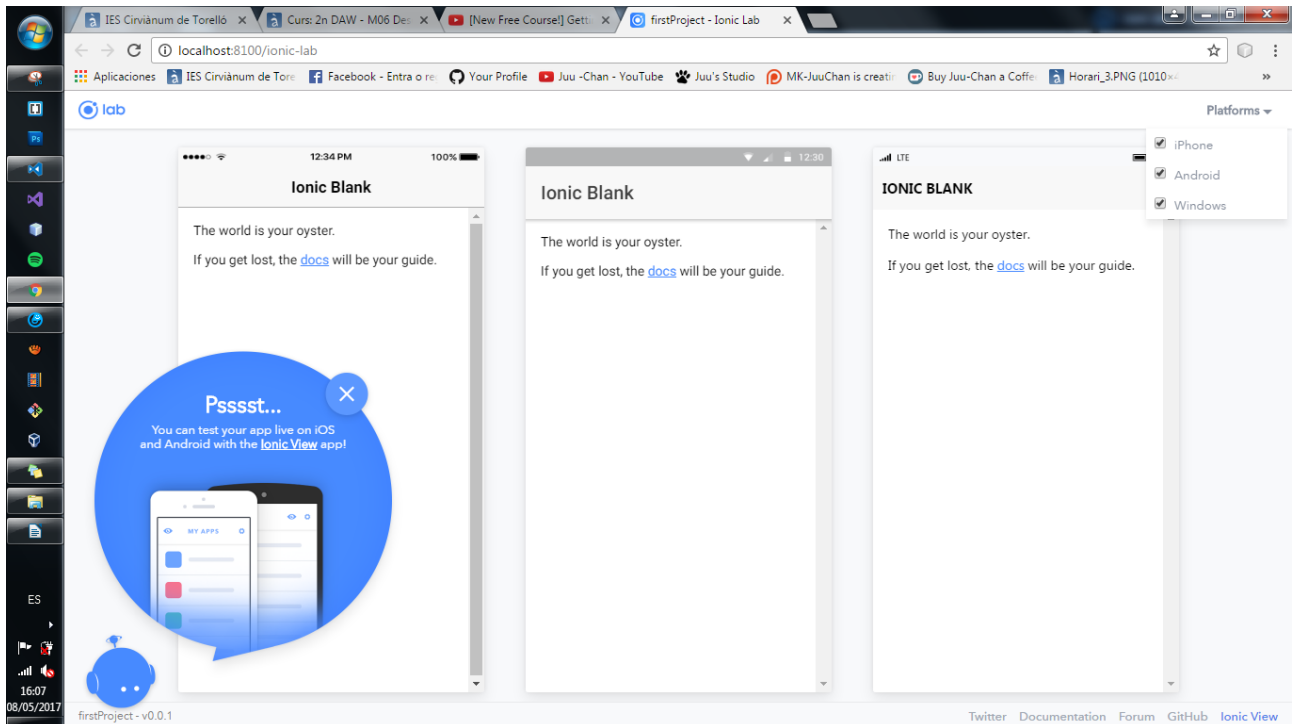 IES Cirviànum de Torelló
Curs: 2n DAW - M06 Des
[New Free Course!] Getta
firstProject - Ionic Lab
localhost:8100/ionic-lab
Aplicaciones
IES Cirviànum de Tore
Facebook - Entra o re
Your Profile
Juu -Chan - YouTube
Juu's Studio
MK-JuuChan is creatin
Buy Juu-Chan a Coffe
Horari_3.PNG (1010×4
»
lab
Platforms
iPhone
Android
Windows
12:34 PM
100%
Ionic Blank
The world is your oyster.
If you get lost, the docs will be your guide.
12:30
Ionic Blank
The world is your oyster.
If you get lost, the docs will be your guide.
LTE
IONIC BLANK
The world is your oyster.
If you get lost, the docs will be your guide.
Psssst...
You can test your app live on iOS
and Android with the Ionic View app!
MY APPS
Ps
ES
16:07
08/05/2017
firstProject - v0.0.1
Twitter Documentation Forum GitHub Ionic View